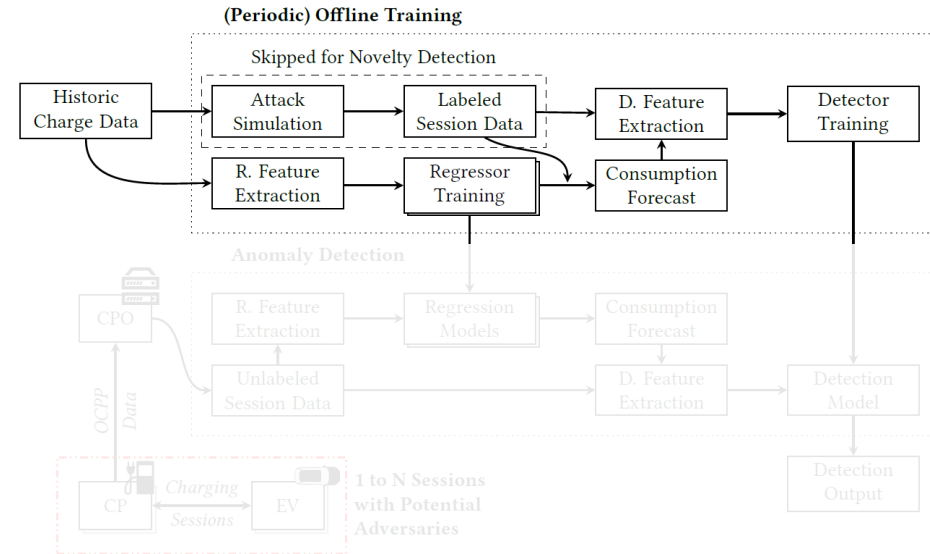 (Periodic) Offline Training
Skipped for Novelty Detection
Historic
Charge Data
Attack
Simulation
Labeled
Session Data
D. Feature
Extraction
Detector
Training
R. Feature
Extraction
Regressor
Training
Consumption
Forecast
Anomaly Detection
CPO
R. Feature
Extraction
Regression
Models
Consumption
Forecast
Unlabeled
Session Data
D. Feature
Extraction
Detection
Model
OCPP
Data
Detection
Output
CP
Charging
Sessions
EV
1 to N Sessions
with Potential
Adversaries